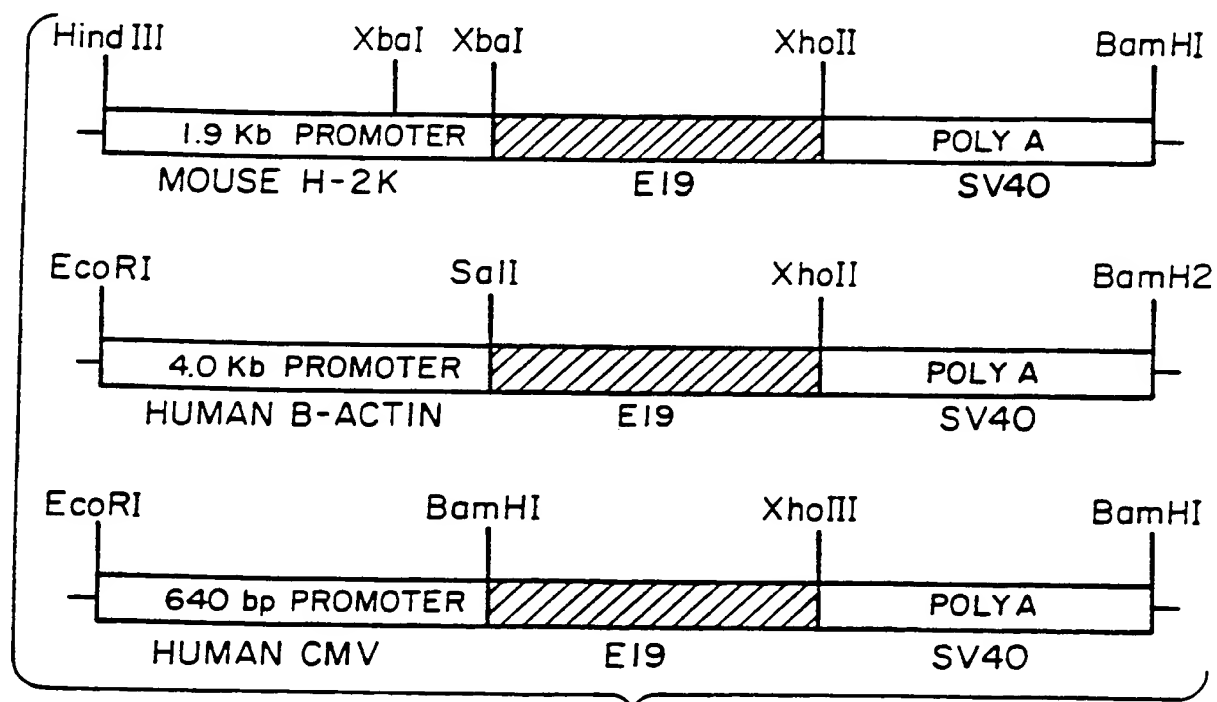 Hind III XbaI XbaI XhoII BamHI
1.9 Kb PROMOTER POLY A
MOUSE H-2K E19 SV40
EcoRI SalI XhoII BamH2
4.0 Kb PROMOTER POLY A
HUMAN B-ACTIN E19 SV40
EcoRI BamHI XhoIII BamHI
640 bp PROMOTER POLY A
HUMAN CMV E19 SV40